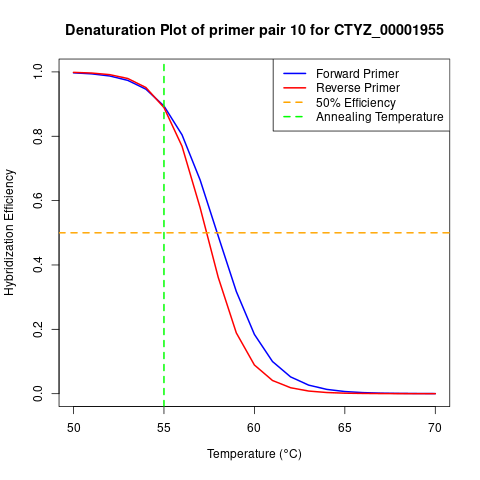 Denaturation Plot of primer pair 10 for CTYZ_00001955
Forward Primer
Reverse Primer
50% Efficiency
Annealing Temperature
Hybridization Efficiency
1.0
0.8
0.6
0.4
0.2
0.0
50 55 60 65 70
Temperature (°C)